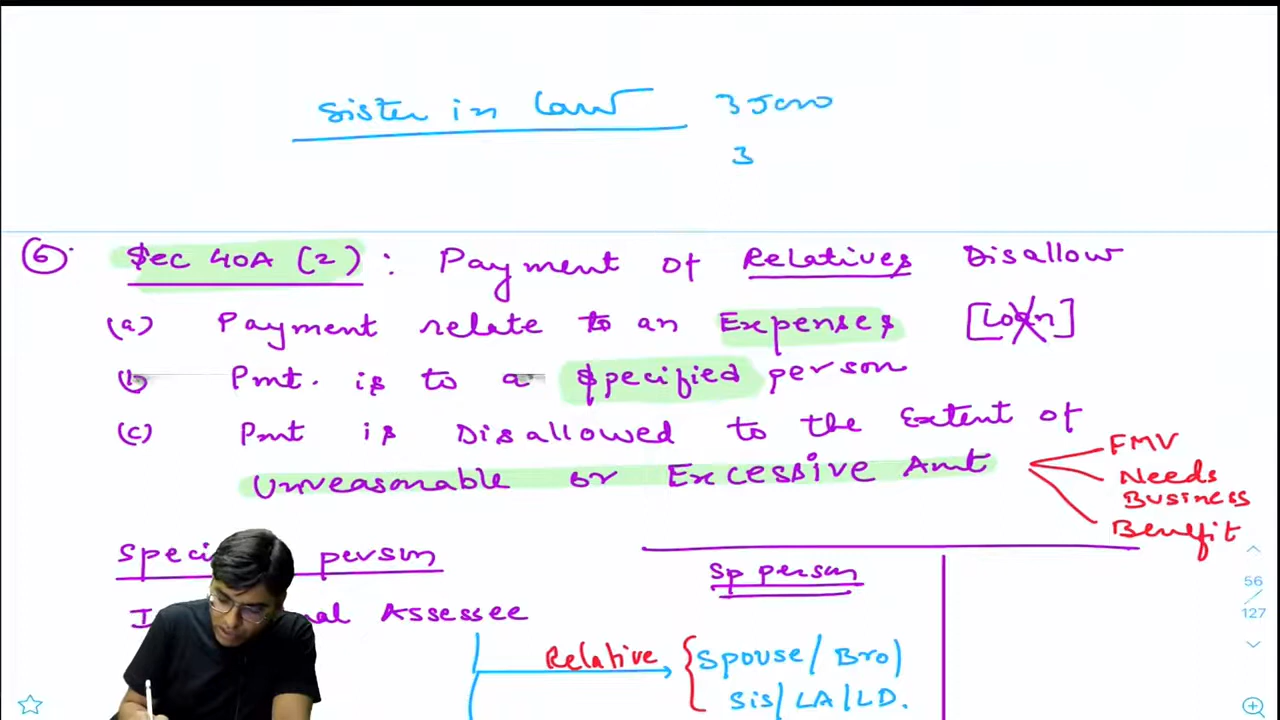 Sister in law
3
6. Sec 40A (2) : Payment of Relatives Disallow
(a) Payment relate to an Expenses [Loan]
(b) Pmt. is to a specified person
(c) Pmt is Disallowed to the Extent of
Unreasonable or Excessive Amt
FMV
Needs
Business
Benefit
Speci person
Sp person
I al Assessee
Relative
Spouse/ Bro/
Sis/ LA/LD.
56
127